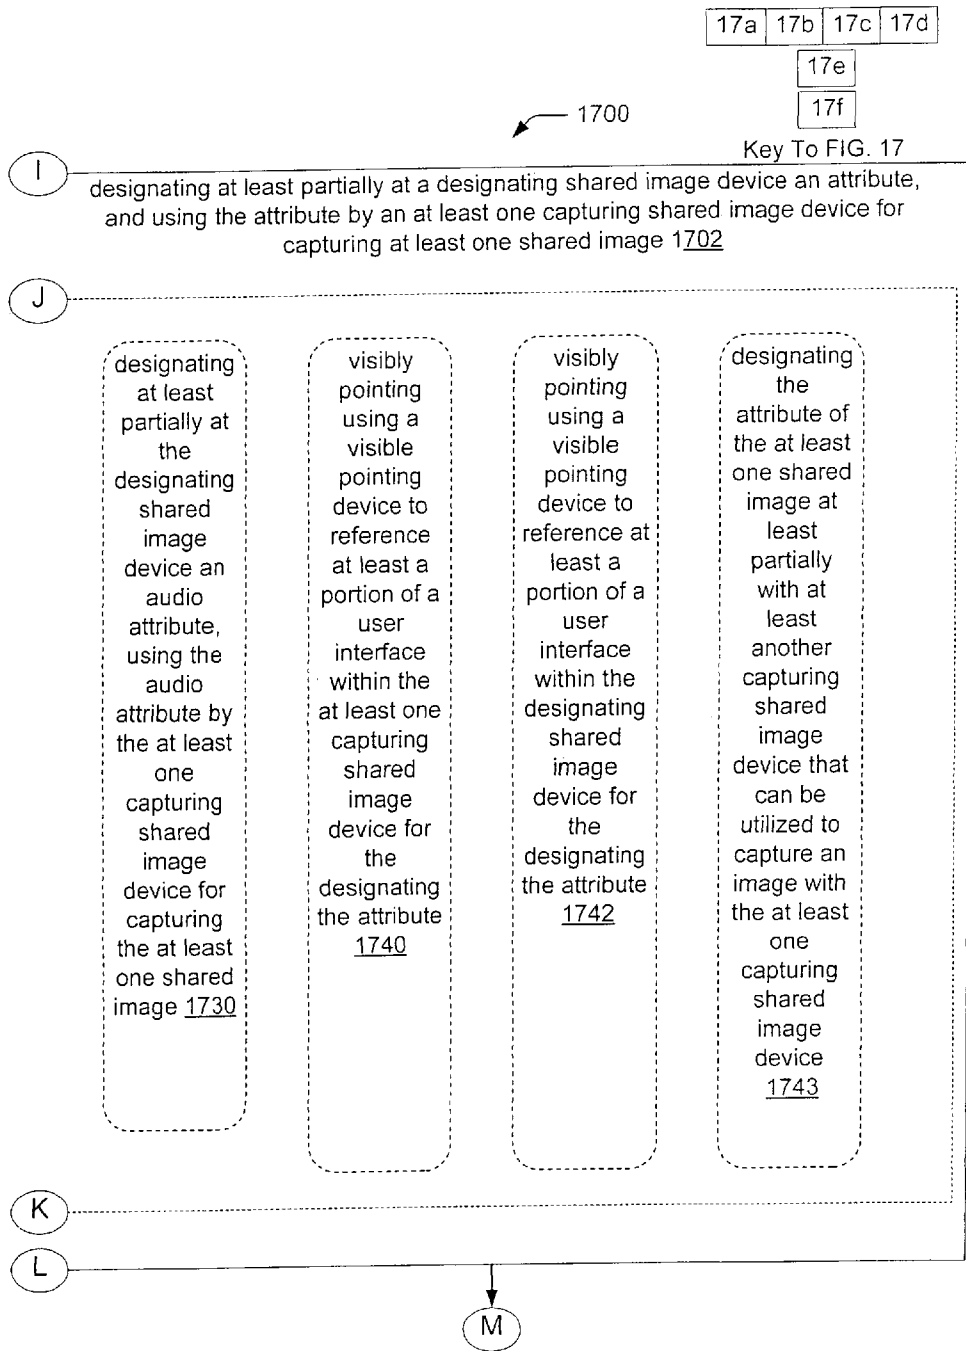 17a 17b 17c 17d
17e
17f
Key To FIG. 17
1700
I
designating at least partially at a designating shared image device an attribute,
and using the attribute by an at least one capturing shared image device for
capturing at least one shared image 1702
J
designating
at least
partially at
the
designating
shared
image
device an
audio
attribute,
using the
audio
attribute by
the at least
one
capturing
shared
image
device for
capturing
the at least
one shared
image 1730
visibly
pointing
using a
visible
pointing
device to
reference
at least a
portion of a
user
interface
within the
at least one
capturing
shared
image
device for
the
designating
the attribute
1740
visibly
pointing
using a
visible
pointing
device to
reference at
least a
portion of a
user
interface
within the
designating
shared
image
device for
the
designating
the attribute
1742
designating
the
attribute of
the at least
one shared
image at
least
partially
with at
least
another
capturing
shared
image
device that
can be
utilized to
capture an
image with
the at least
one
capturing
shared
image
device
1743
K
L
M